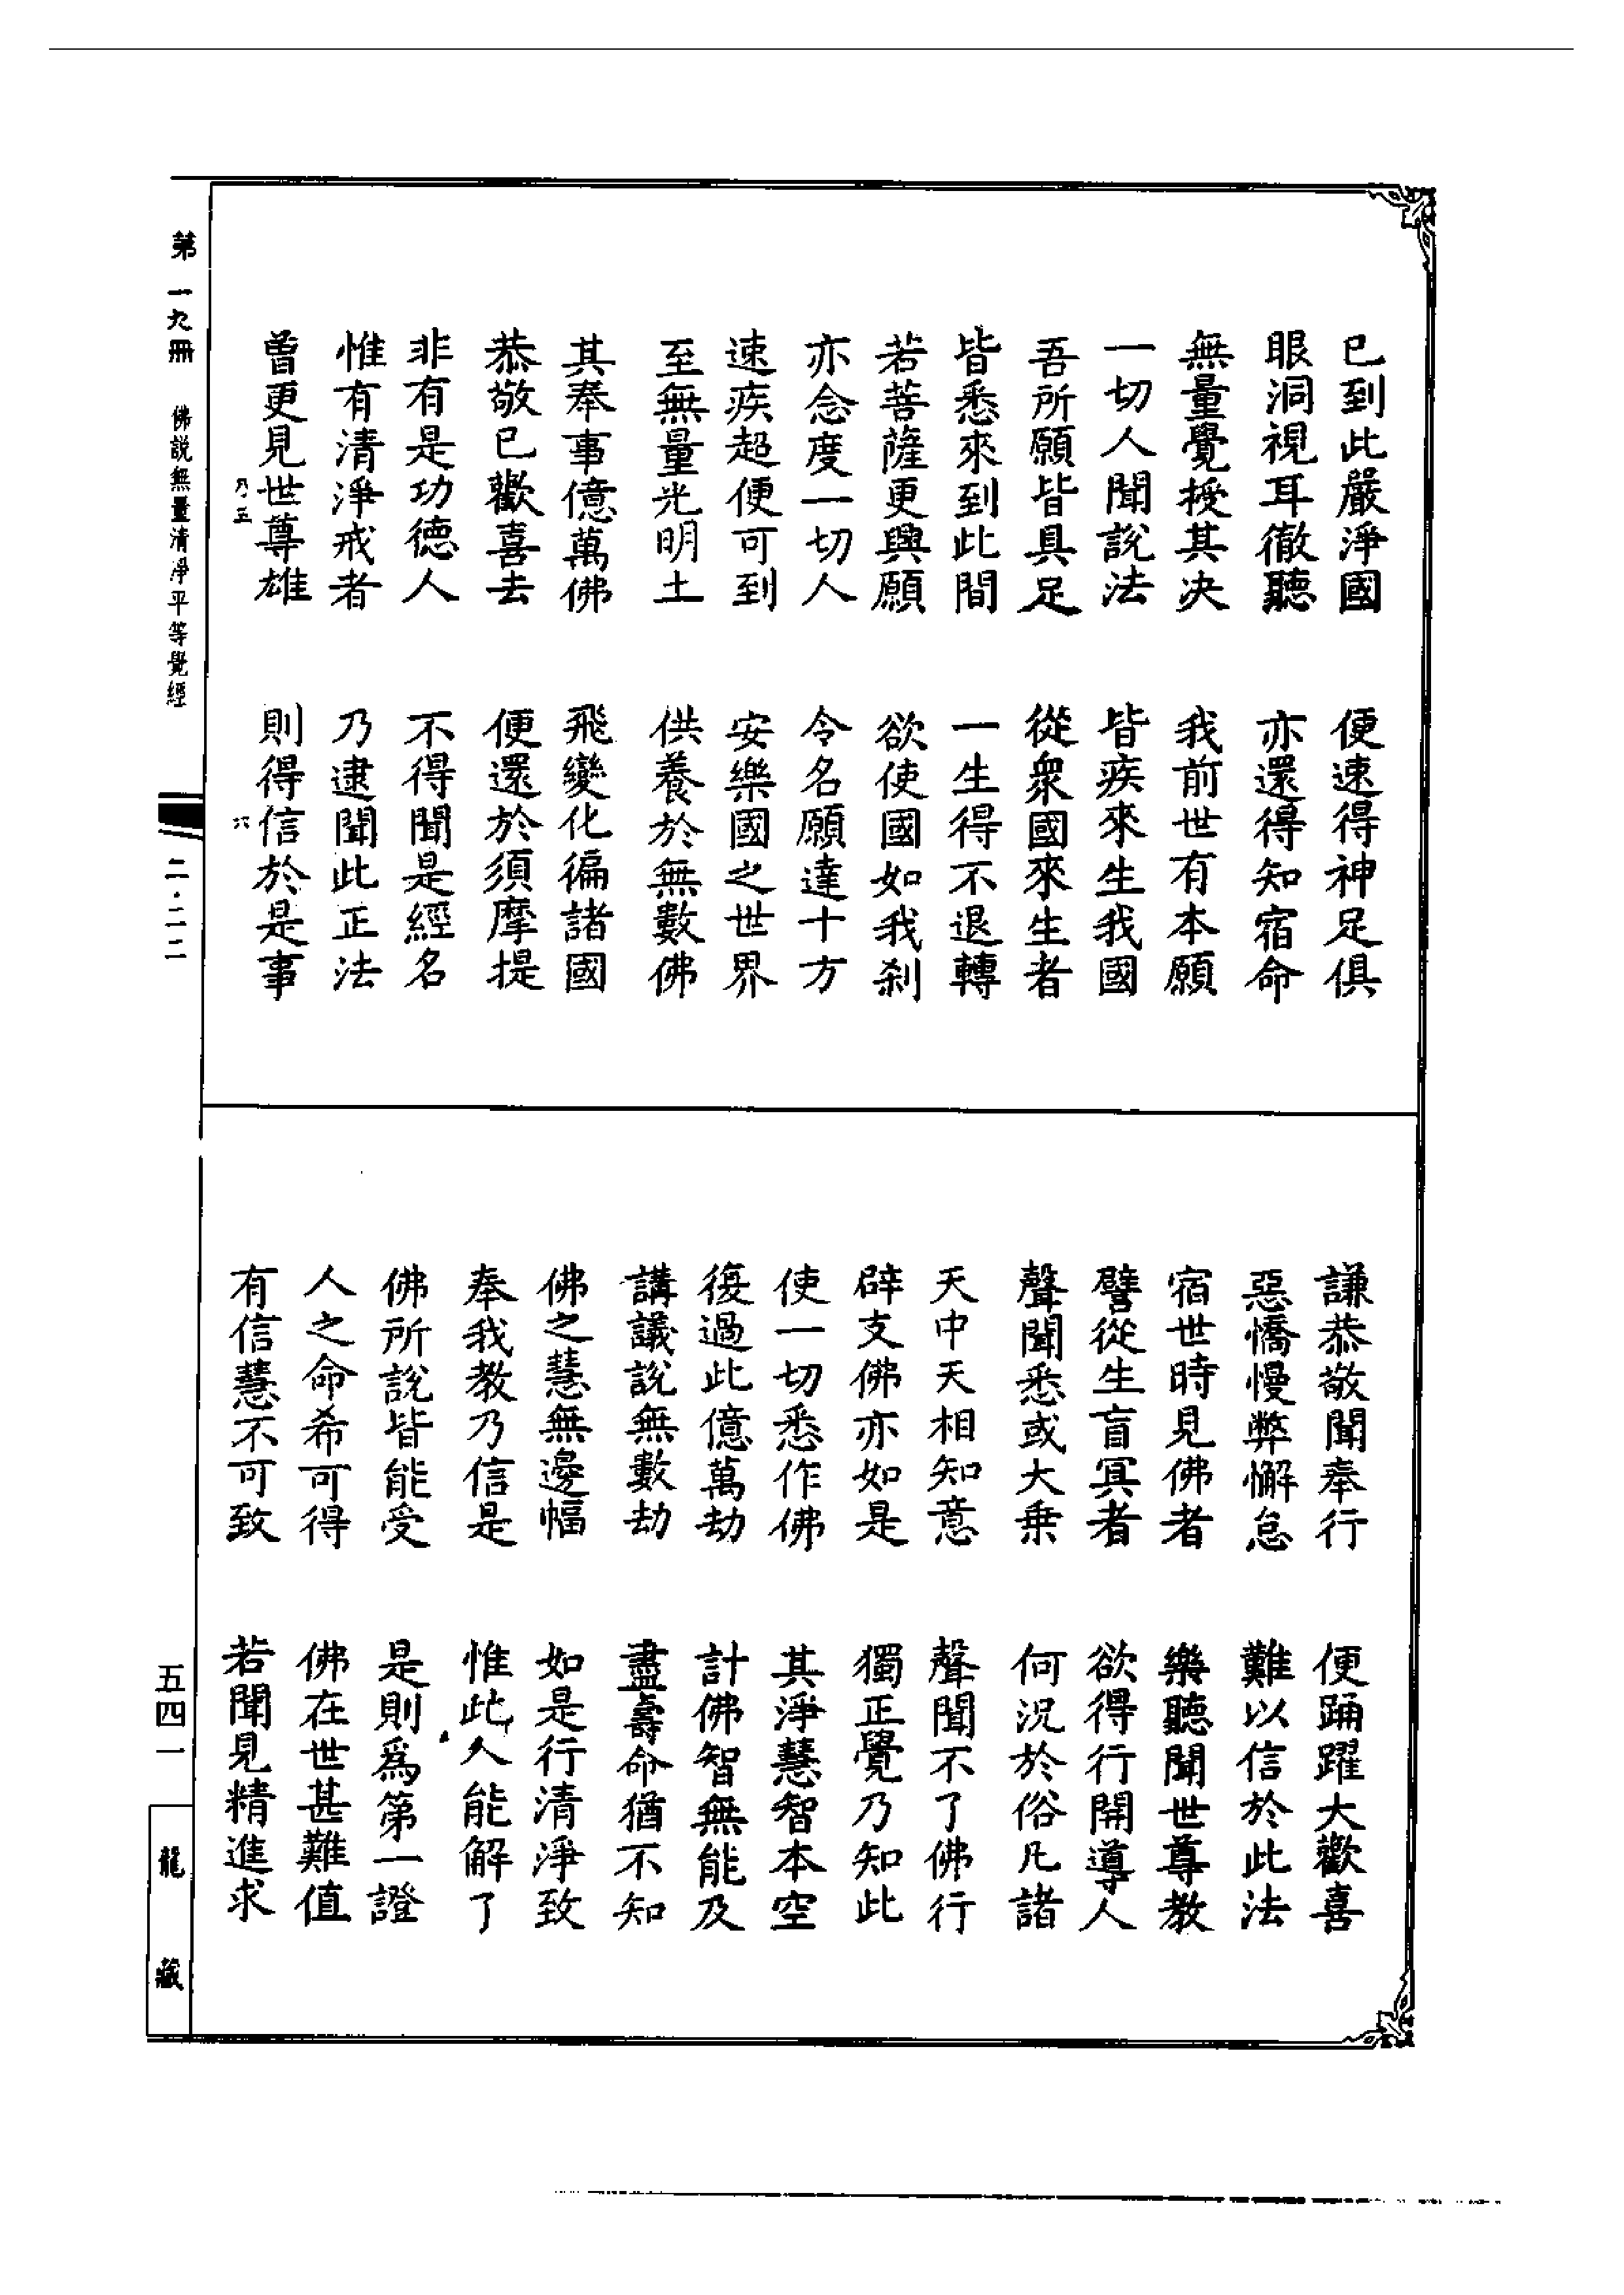 已到此嚴淨國　便速得神足俱
眼洞視耳徹聽　亦還得知宿命
無量覺授其决　我前世有本願
一切人聞說法　皆疾來生我國
吾所願皆具足　從衆國來生者
皆悉來到此間　一生得不退轉
若菩薩更興願　欲使國如我刹
亦念度一切人　令名願達十方
速疾超便可到　安樂國之世界
至無量光明土　供養於無數佛
其奉事億萬佛　飛變化徧諸國
恭敬已歡喜去　便還於須摩提
非有是功德人　不得聞是經名
惟有清淨戒者　乃逮聞此正法
曾更見世尊雄　則得信於是事
乃五　六
謙恭敬聞奉行　便踊躍大歡喜
惡憍慢弊懈怠　難以信於此法
宿世時見佛者　樂聽聞世尊教
譬從生盲冥者　欲得行開導人
聲聞悉或大乗　何況於俗凡諸
天中天相知意　聲聞不了佛行
辟支佛亦如是　獨正覺乃知此
使一切悉作佛　其淨慧智本空
復過此億萬劫　計佛智無能及
講議說無數劫　盡壽命猶不知
佛之慧無邊幅　如是行清淨致
奉我教乃信是　惟此人能解了
佛所說皆能受　是則爲第一證
人之命希可得　佛在世甚難值
有信慧不可致　若聞見精進求
第一九冊　佛説無量清淨平等覺經　二·二二　五四一
龍藏